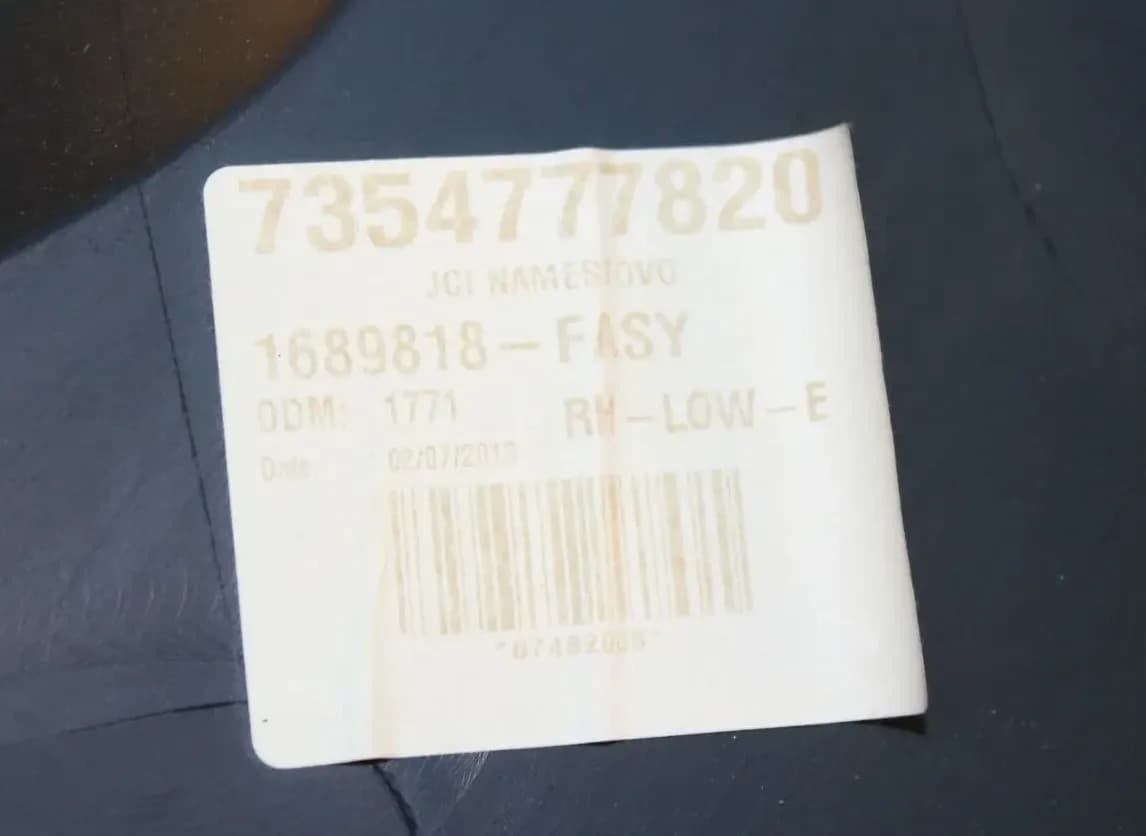 7354777820
JCI NAMESTOVO
1689818-FASY
ODM: 1771 RH-LOW-E
Date: 02/07/2013